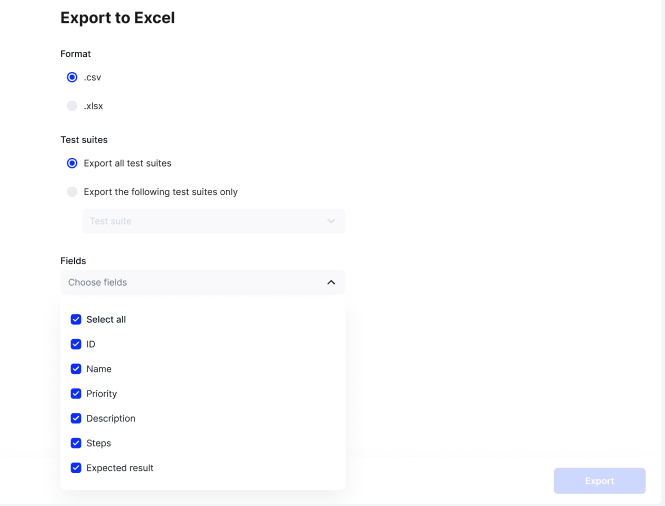 Export to Excel
Format
.csv
.xlsx
Test suites
Export all test suites
Export the following test suites only
Test suite
Fields
Choose fields
Select all
ID
Name
Priority
Description
Steps
Expected result
Export